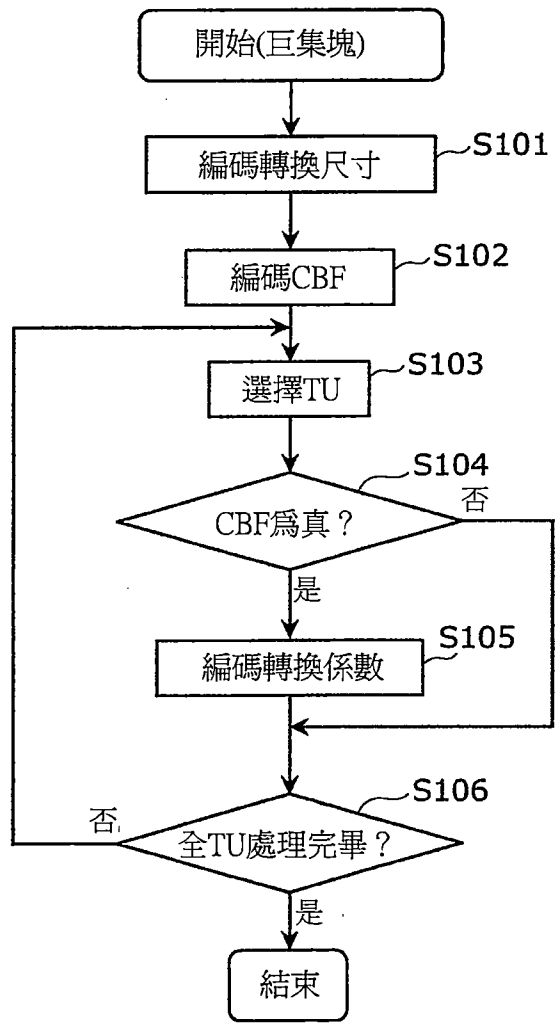 開始(巨集塊)
編碼轉換尺寸
S101
編碼CBF
S102
選擇TU
S103
S104
CBF爲真？
否
是
編碼轉換係數
S105
S106
否
全TU處理完畢？
是
結束